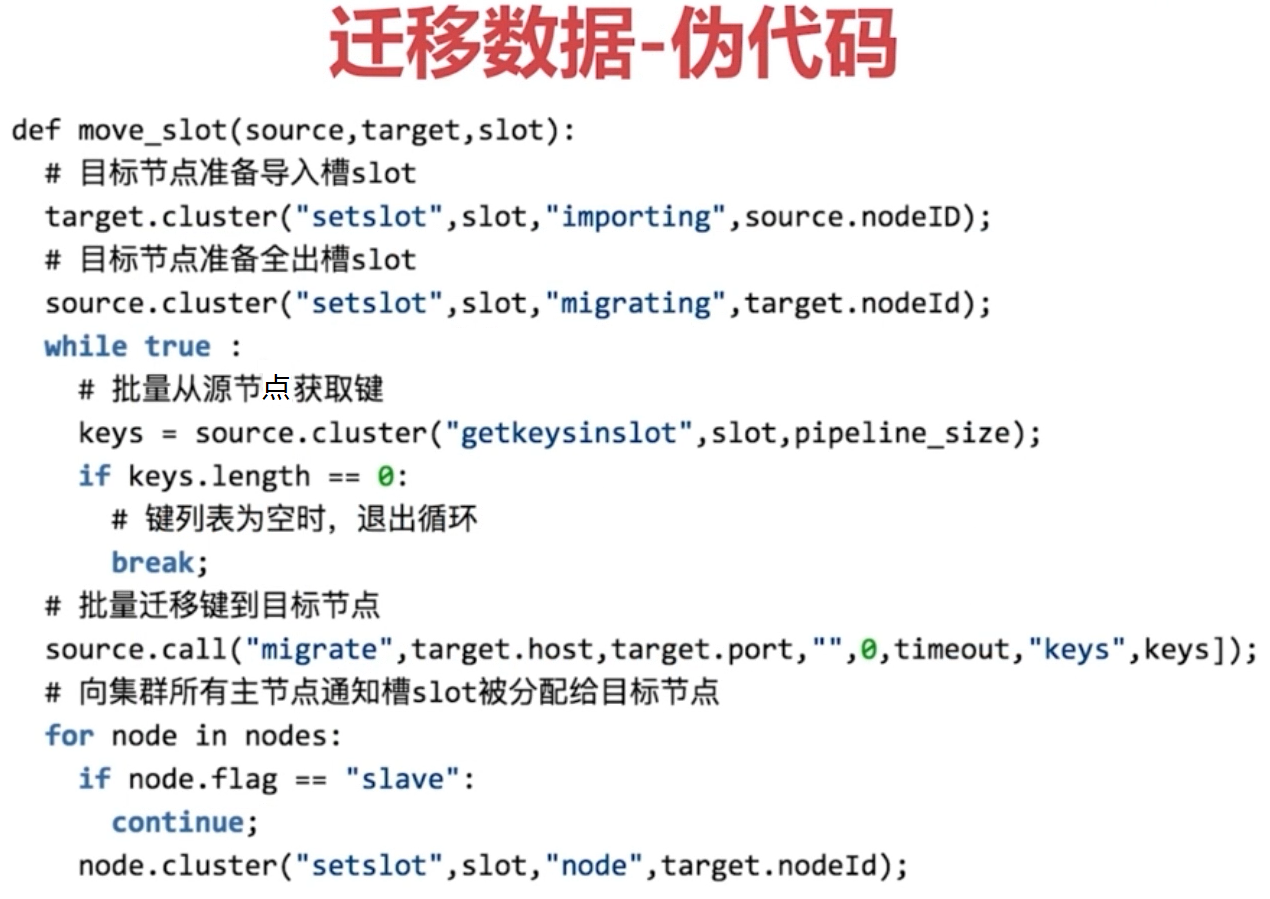 迁移数据-伪代码
def move_slot(source,target,slot):
# 目标节点准备导入槽slot
target.cluster("setslot",slot,"importing",source.nodeID);
# 目标节点准备全出槽slot
source.cluster("setslot",slot,"migrating",target.nodeId);
while true :
# 批量从源节点获取键
keys = source.cluster("getkeysinslot",slot,pipeline_size);
if keys.length == 0:
# 键列表为空时，退出循环
break;
# 批量迁移键到目标节点
source.call("migrate",target.host,target.port,"",0,timeout,"keys",keys]);
# 向集群所有主节点通知槽slot被分配给目标节点
for node in nodes:
if node.flag == "slave":
continue;
node.cluster("setslot",slot,"node",target.nodeId);